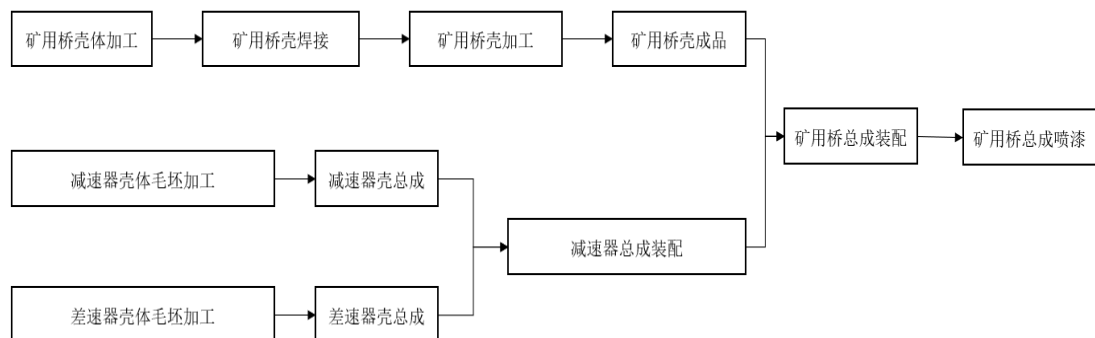 矿用桥壳体加工
矿用桥壳焊接
矿用桥壳加工
矿用桥壳成品
矿用桥总成装配
矿用桥总成喷漆
减速器壳体毛坯加工
减速器壳总成
减速器总成装配
差速器壳体毛坯加工
差速器壳总成